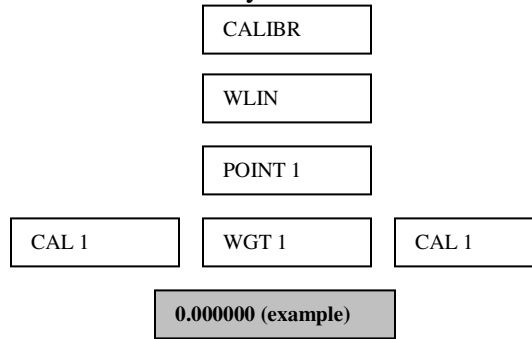 CALIBR
WLIN
POINT 1
CAL 1 WGT 1 CAL 1
0.000000 (example)